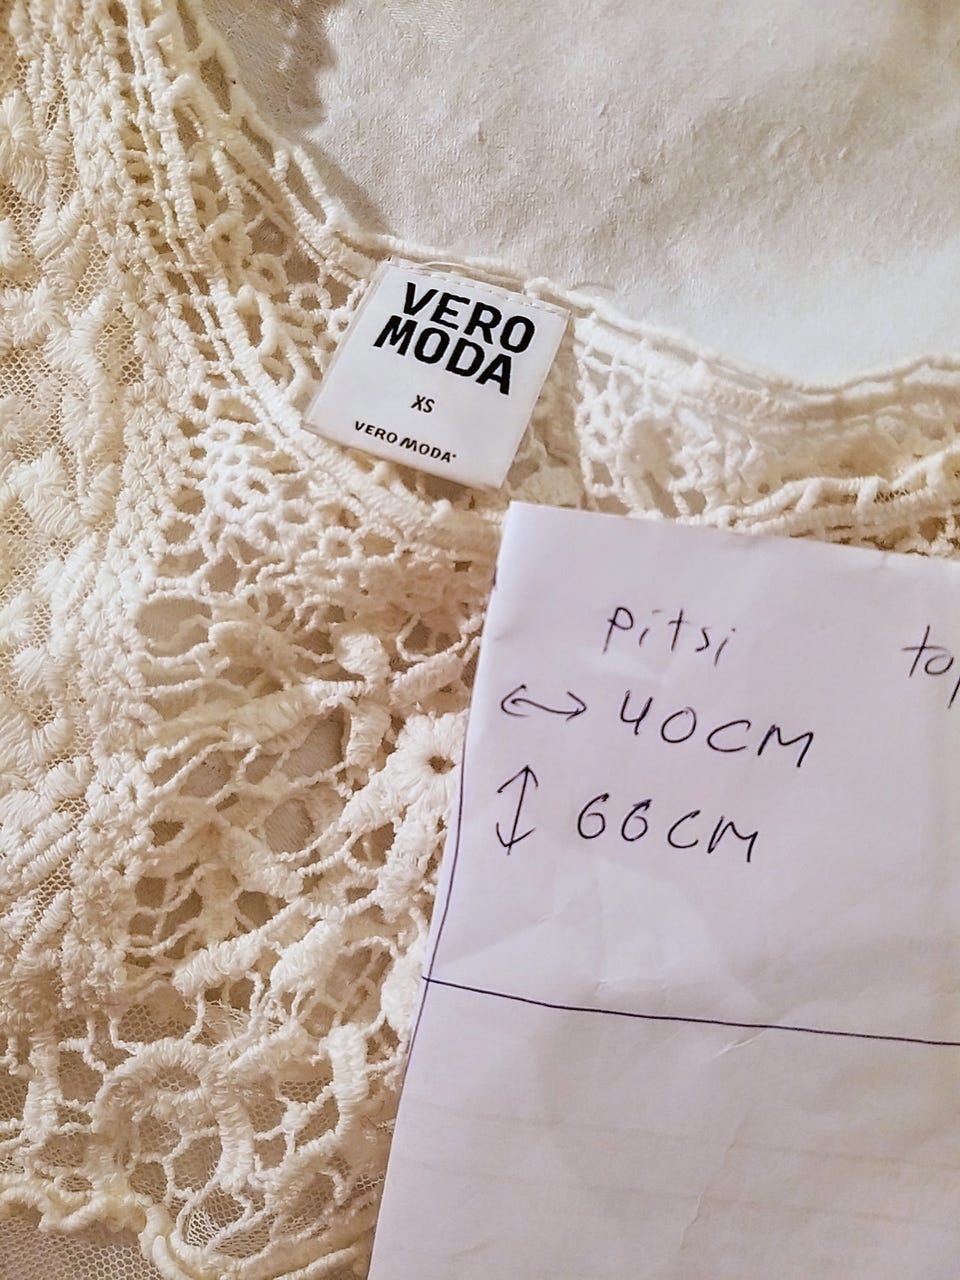 VERO
MODA
XS
VERO MODA
pitsi
↔ 40CM
↕ 66CM